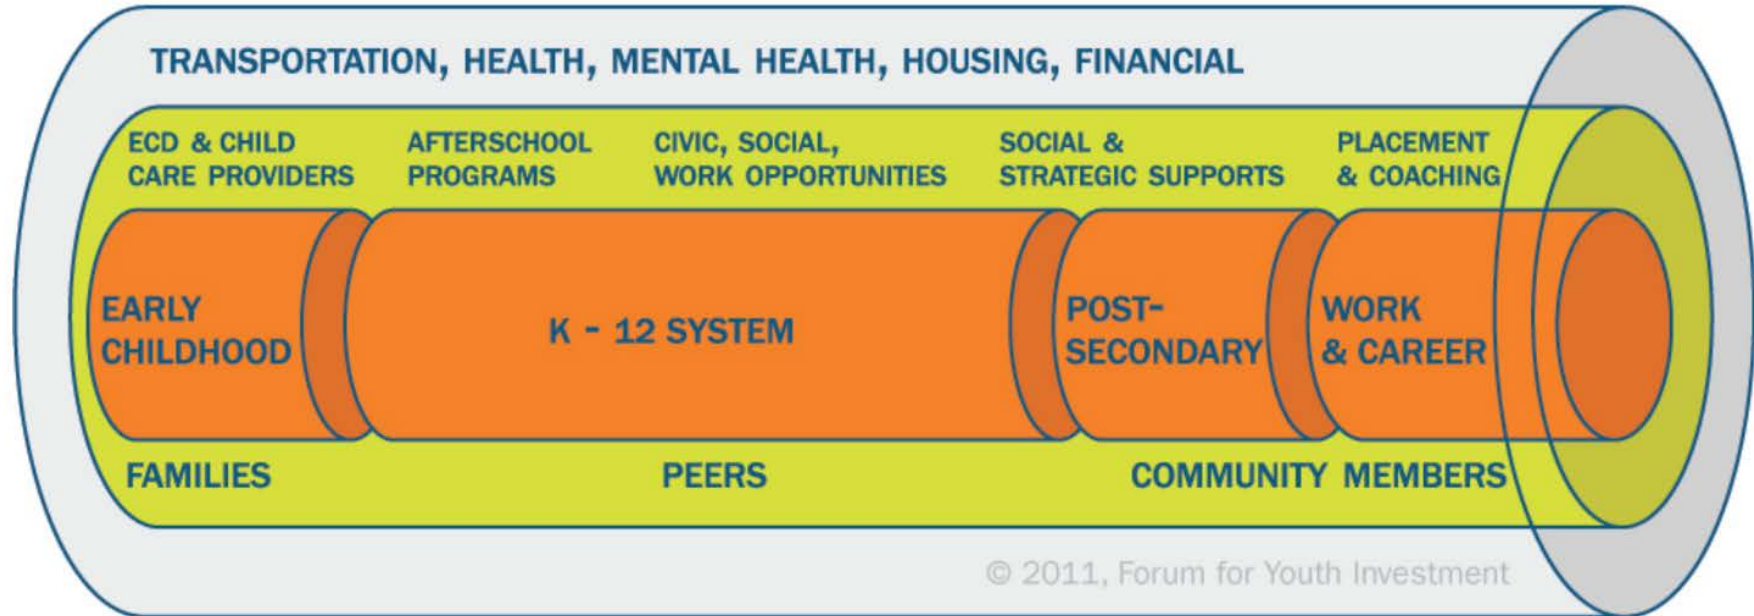 TRANSPORTATION, HEALTH, MENTAL HEALTH, HOUSING, FINANCIAL
ECD & CHILD
CARE PROVIDERS
AFTERSCHOOL
PROGRAMS
CIVIC, SOCIAL,
WORK OPPORTUNITIES
SOCIAL &
STRATEGIC SUPPORTS
PLACEMENT
& COACHING
EARLY
CHILDHOOD
K - 12 SYSTEM
POST-
SECONDARY
WORK
& CAREER
FAMILIES
PEERS
COMMUNITY MEMBERS
© 2011, Forum for Youth Investment